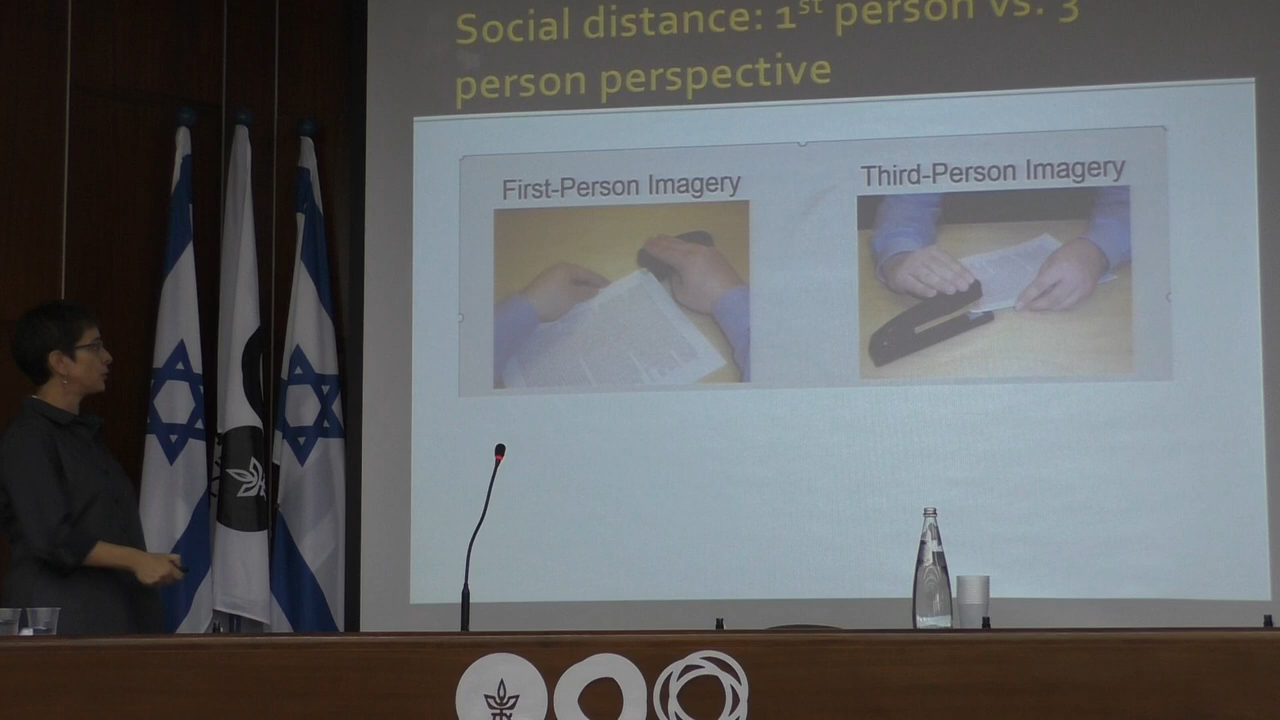 Social distance: 1st person vs. 3
person perspective
First-Person Imagery
Third-Person Imagery